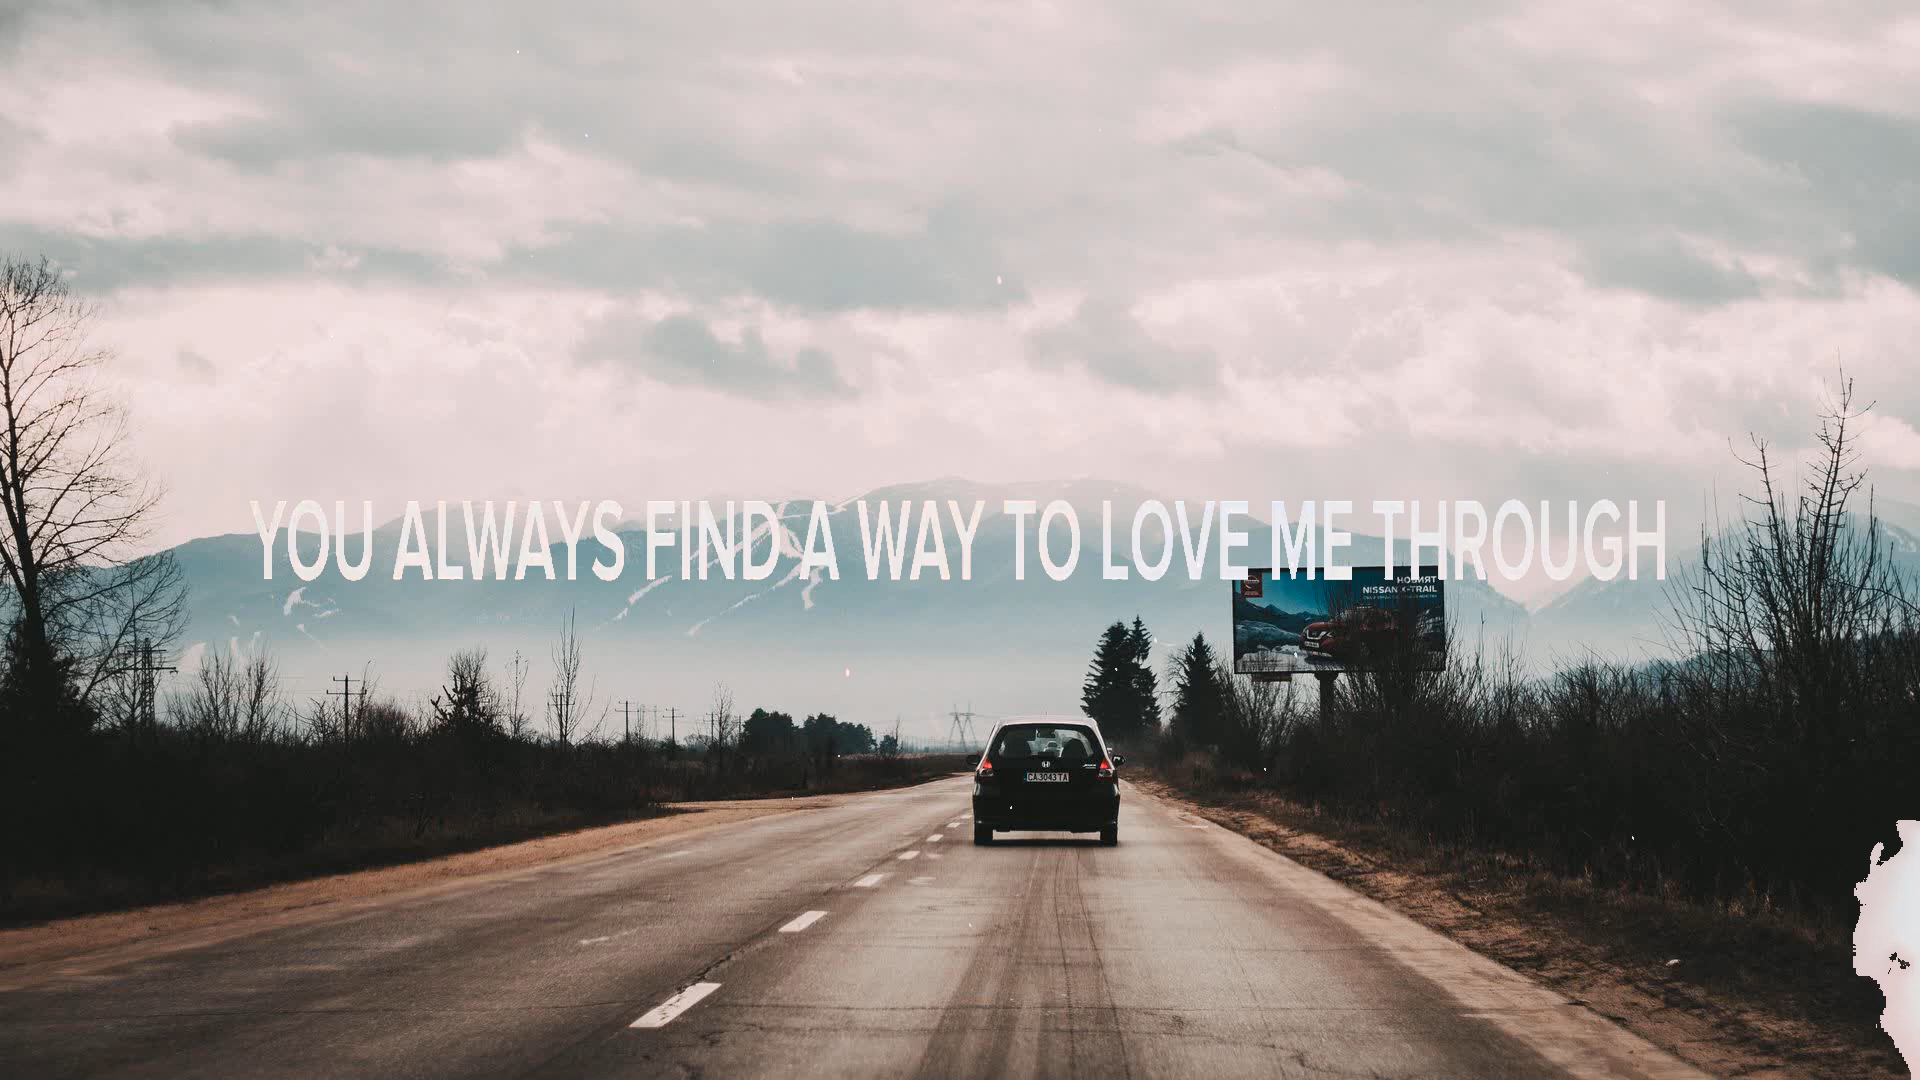 YOU ALWAYS FIND A WAY TO LOVE ME THROUGH
НОВИЯТ
NISSAN X-TRAIL
CA 3043 TA